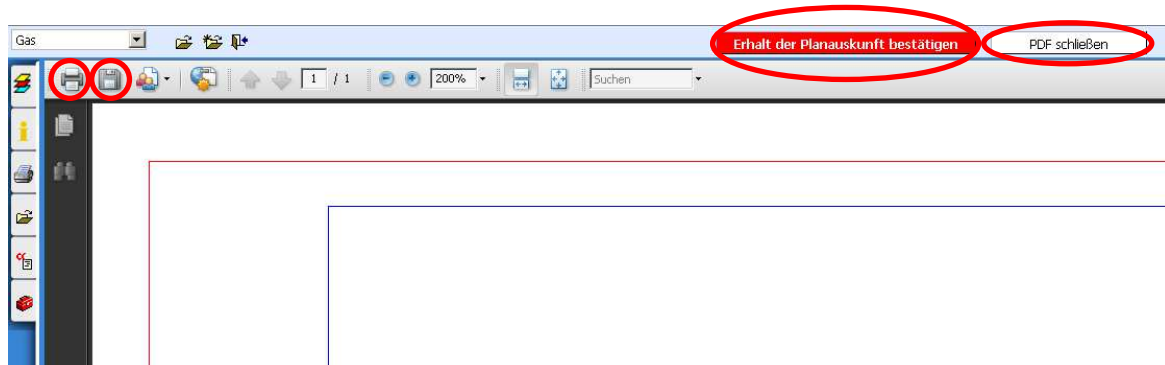 Gas
Erhalt der Planauskunft bestätigen
PDF schließen
1 / 1
200%
Suchen